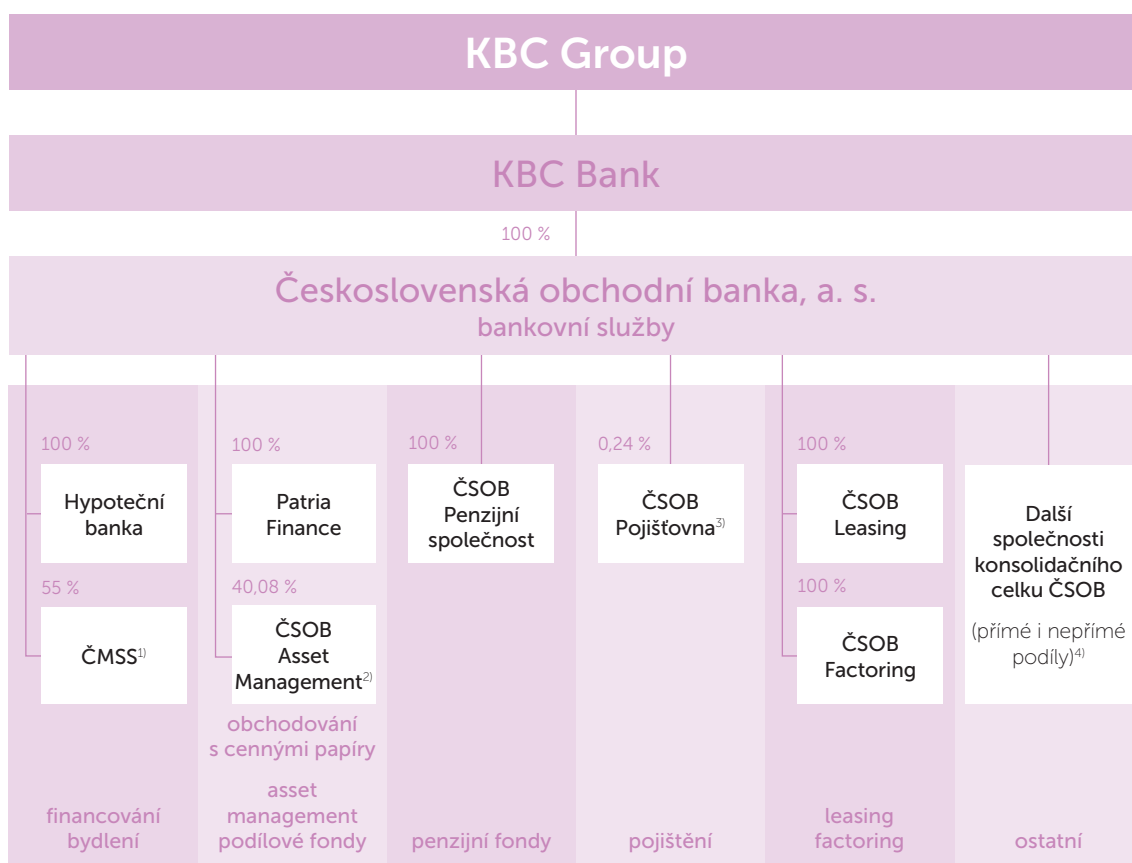 KBC Group
KBC Bank
100 %
Československá obchodní banka, a. s.
bankovní služby
100 %
Hypoteční
banka
55 %
ČMSS1)
financování
bydlení
100 %
Patria
Finance
40,08 %
ČSOB
Asset
Management2)
obchodování
s cennými papíry
asset
management
podílové fondy
100 %
ČSOB
Penzijní
společnost
penzijní fondy
0,24 %
ČSOB
Pojišťovna3)
pojištění
100 %
ČSOB
Leasing
100 %
ČSOB
Factoring
leasing
factoring
Další
společnosti
konsolidačního
celku ČSOB
(přímé i nepřímé
podíly)4)
ostatní